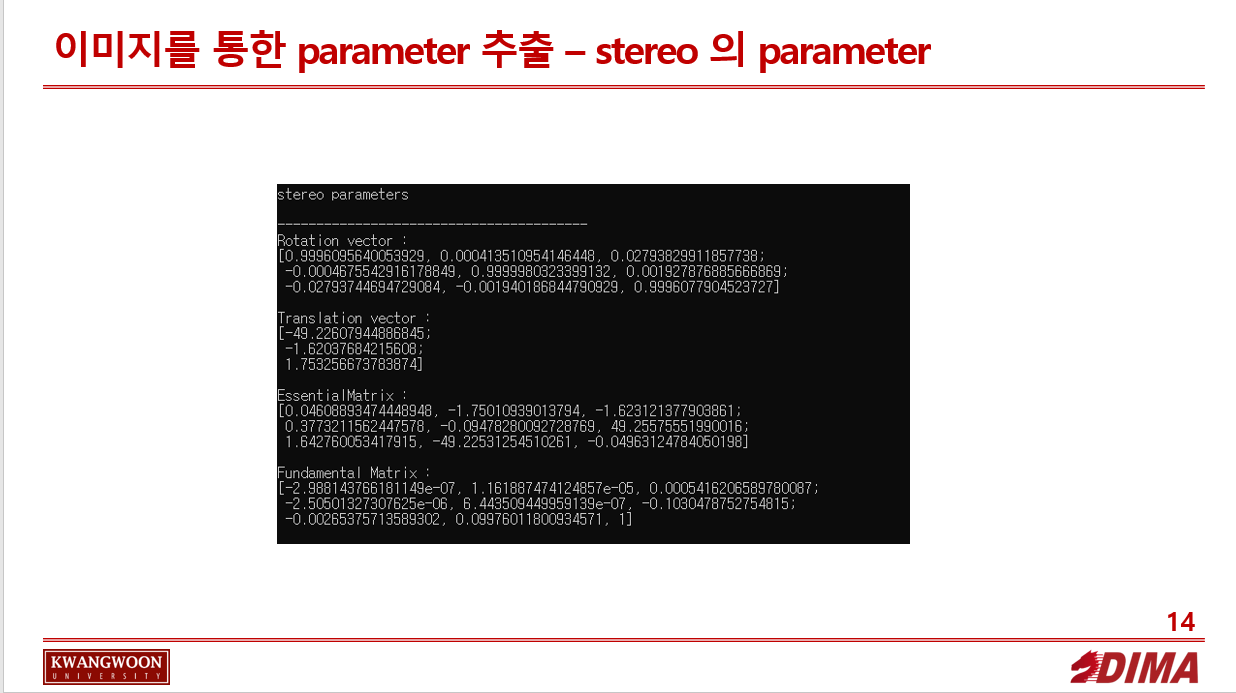 이미지를 통한 parameter 추출 – stereo 의 parameter
stereo parameters
----------------------------------------
Rotation vector :
[0.9996095640053929, 0.000413510954146448, 0.02793829911857738;
-0.0004675542916178849, 0.9999980323399132, 0.001927876885666869;
-0.02793744694729084, -0.001940186844790929, 0.9996077904523727]
Translation vector :
[-49.22607944886845;
-1.62037684215608;
1.753256673783874]
EssentialMatrix :
[0.04608893474448948, -1.75010939013794, -1.623121377903861;
0.3773211562447578, -0.09478280092728769, 49.25575551990016;
1.642760053417915, -49.22531254510261, -0.04963124784050198]
Fundamental Matrix :
[-2.988143766181149e-07, 1.161887474124857e-05, 0.0005416206589780087;
-2.50501327307625e-06, 6.443509449959139e-07, -0.1030478752754815;
-0.00265375713589302, 0.09976011800934571, 1]
14
KWANGWOON
UNIVERSITY
DIMA